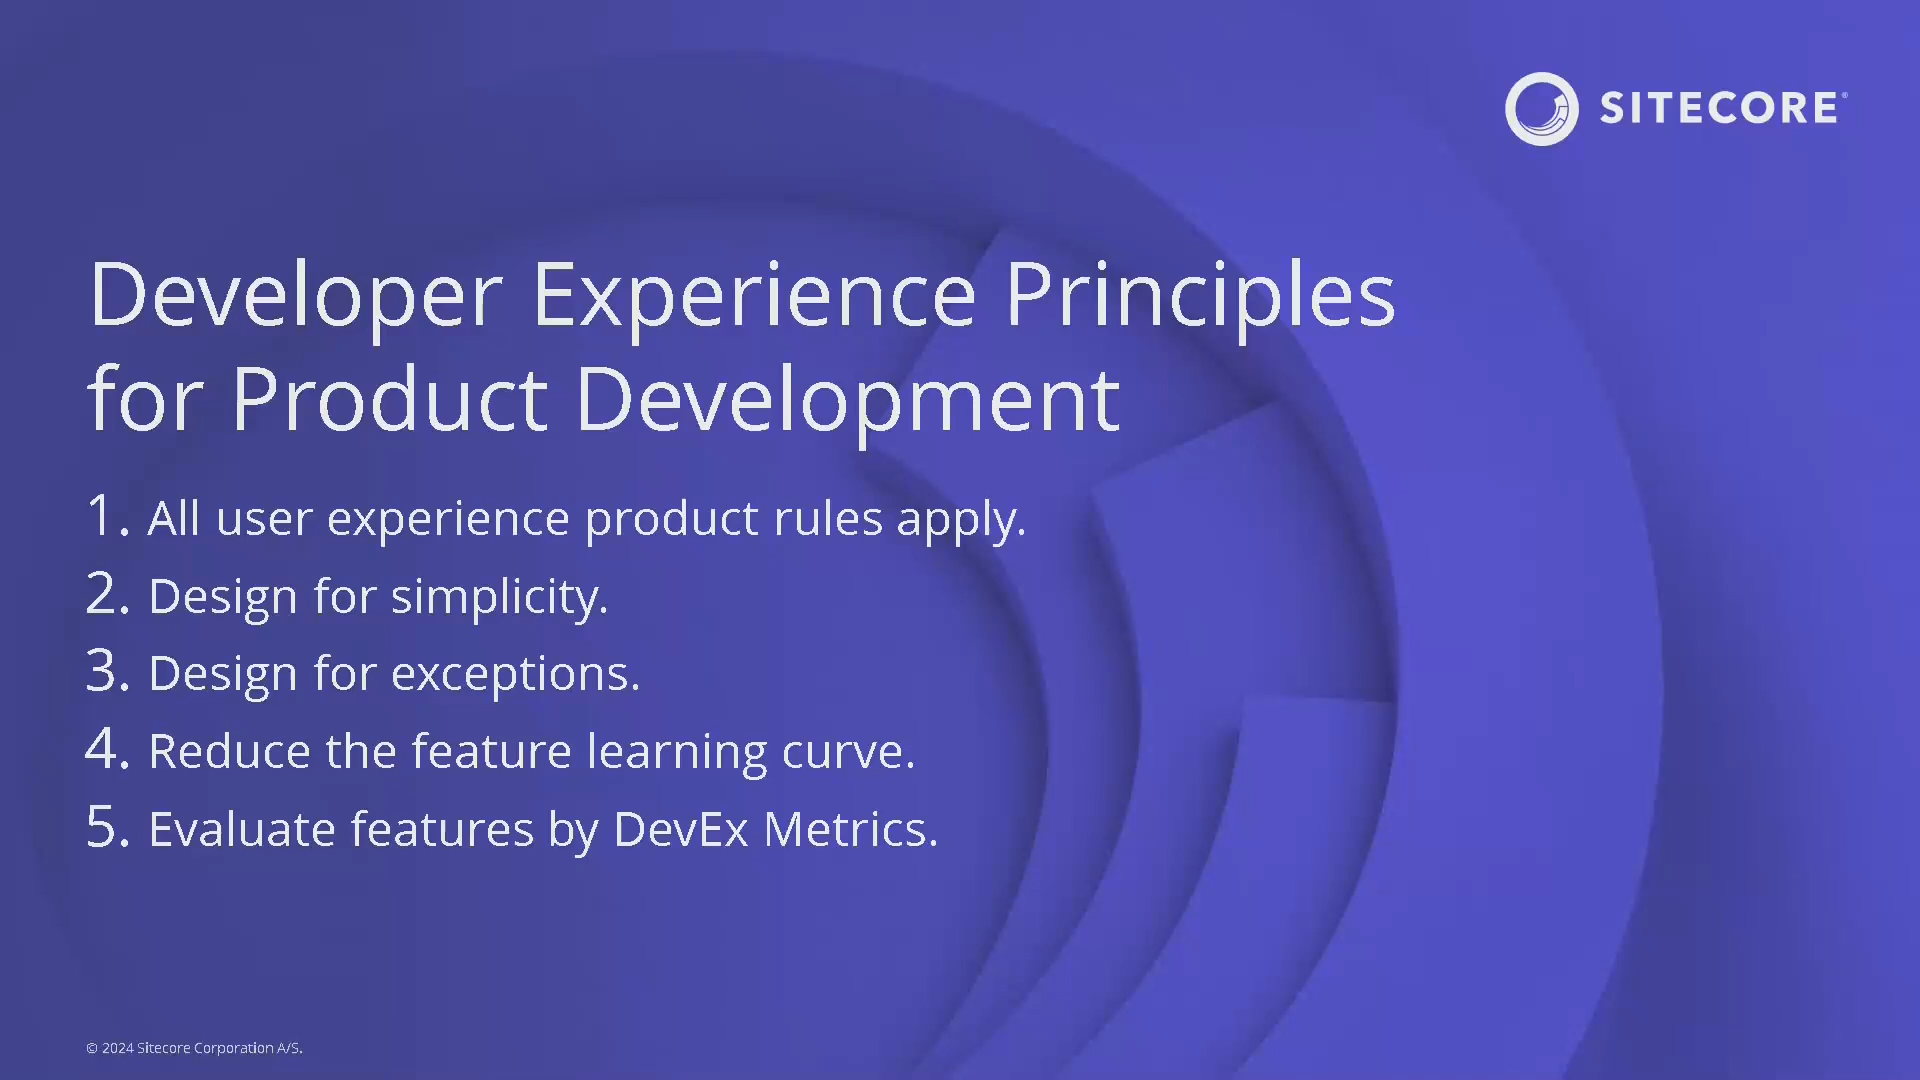 SITECORE®
Developer Experience Principles
for Product Development
1. All user experience product rules apply.
2. Design for simplicity.
3. Design for exceptions.
4. Reduce the feature learning curve.
5. Evaluate features by DevEx Metrics.
© 2024 Sitecore Corporation A/S.